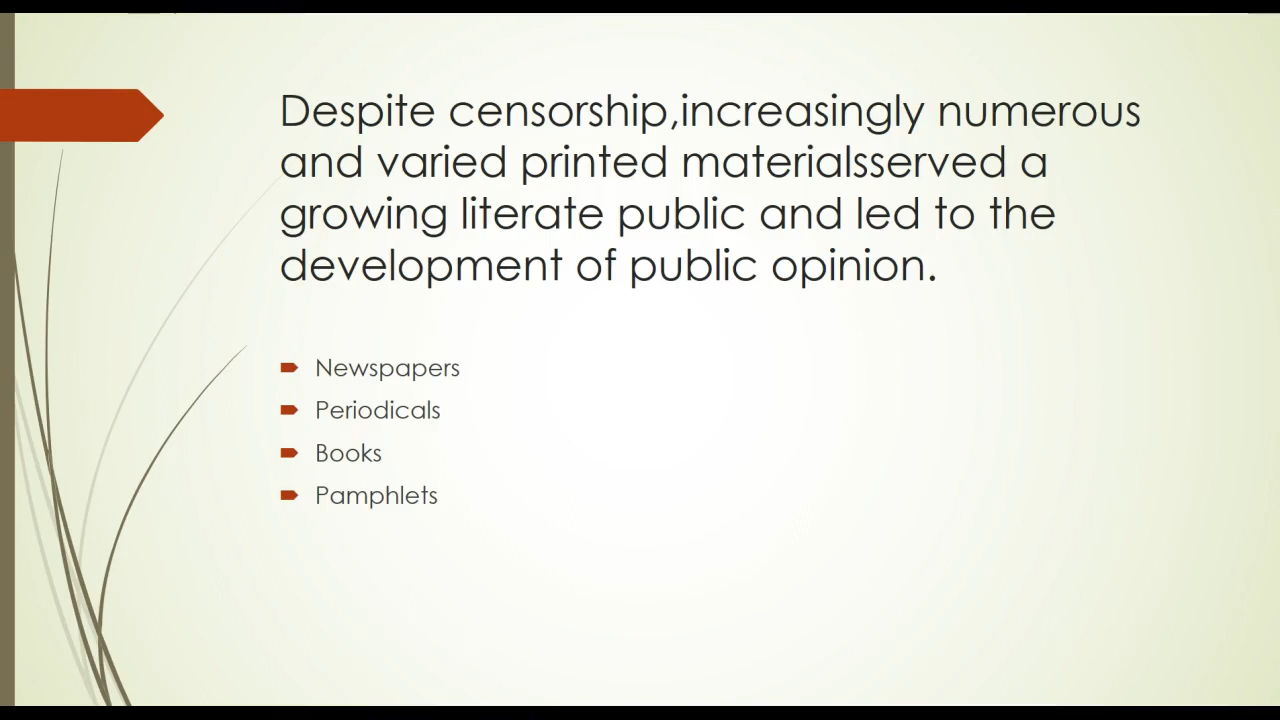 Despite censorship,increasingly numerous
and varied printed materialsserved a
growing literate public and led to the
development of public opinion.
Newspapers
Periodicals
Books
Pamphlets